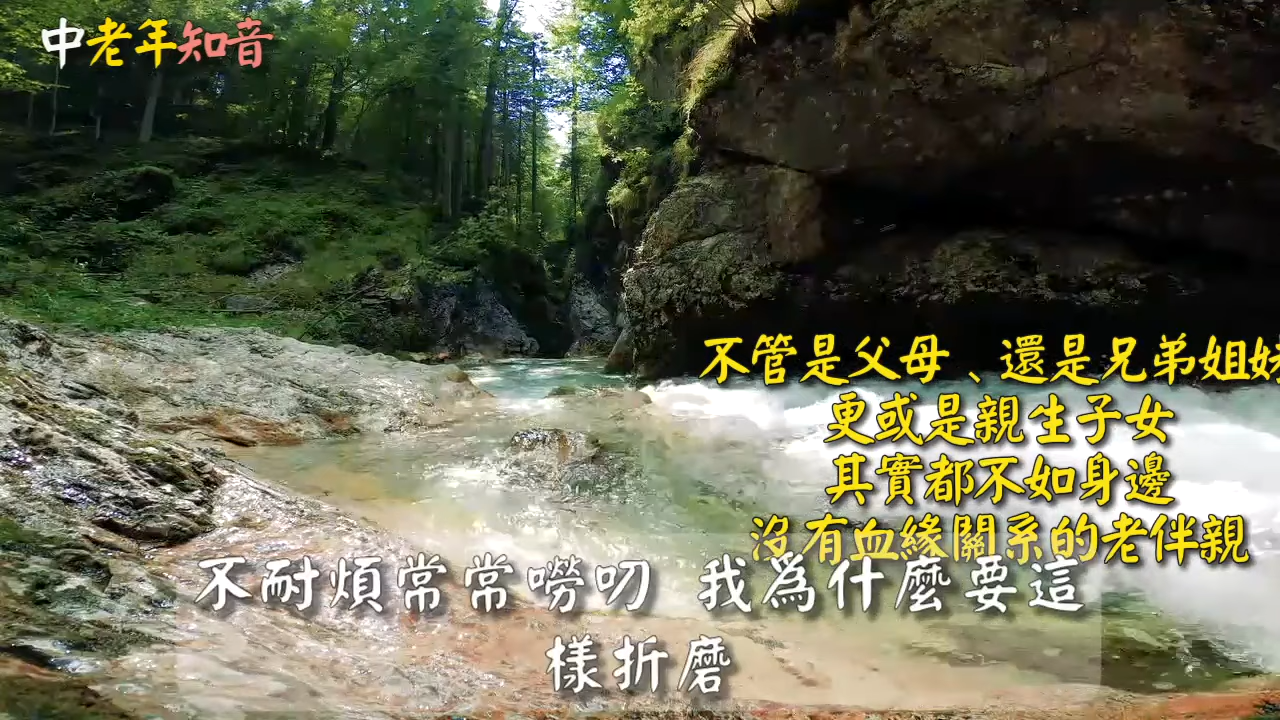 中老年知音
不管是父母、還是兄弟姐妹
更或是親生子女
其實都不如身邊
沒有血緣關系的老伴親
不耐煩常常嘮叨 我爲什麼要這
樣折磨